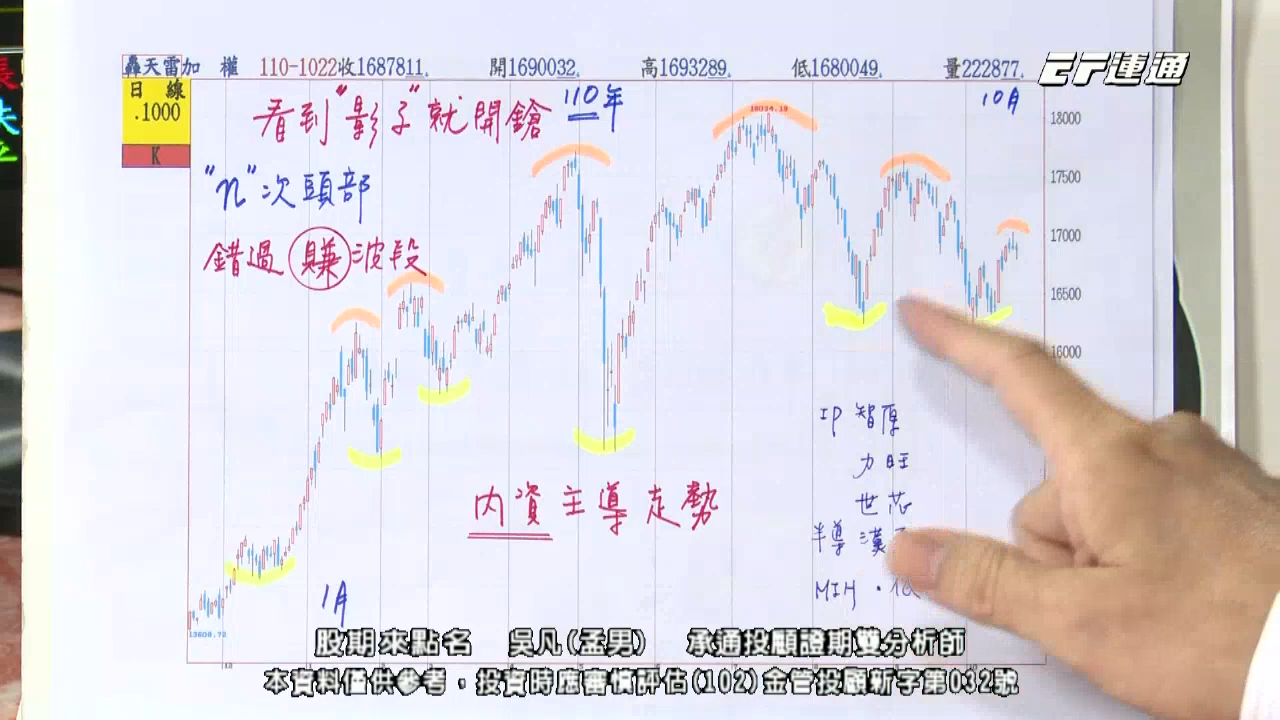 轟天雷加 權 110-1022收1687811. 開1690032. 高1693289. 低1680049. 量222877.
EF運通
日 線
.1000
K
看到"影子"就開鎗
110年
10月
"n"次頭部
錯過賺波段
18034.19
18000
17500
17000
16500
16000
IP 智原
力旺
世芯
半導 漢
MIH
內資主導走勢
1月
13608.72
股期來點名 吳凡(孟男) 承通投顧證期雙分析師
本資料僅供參考,投資時應審慎評估(102)金管投顧新字第032號